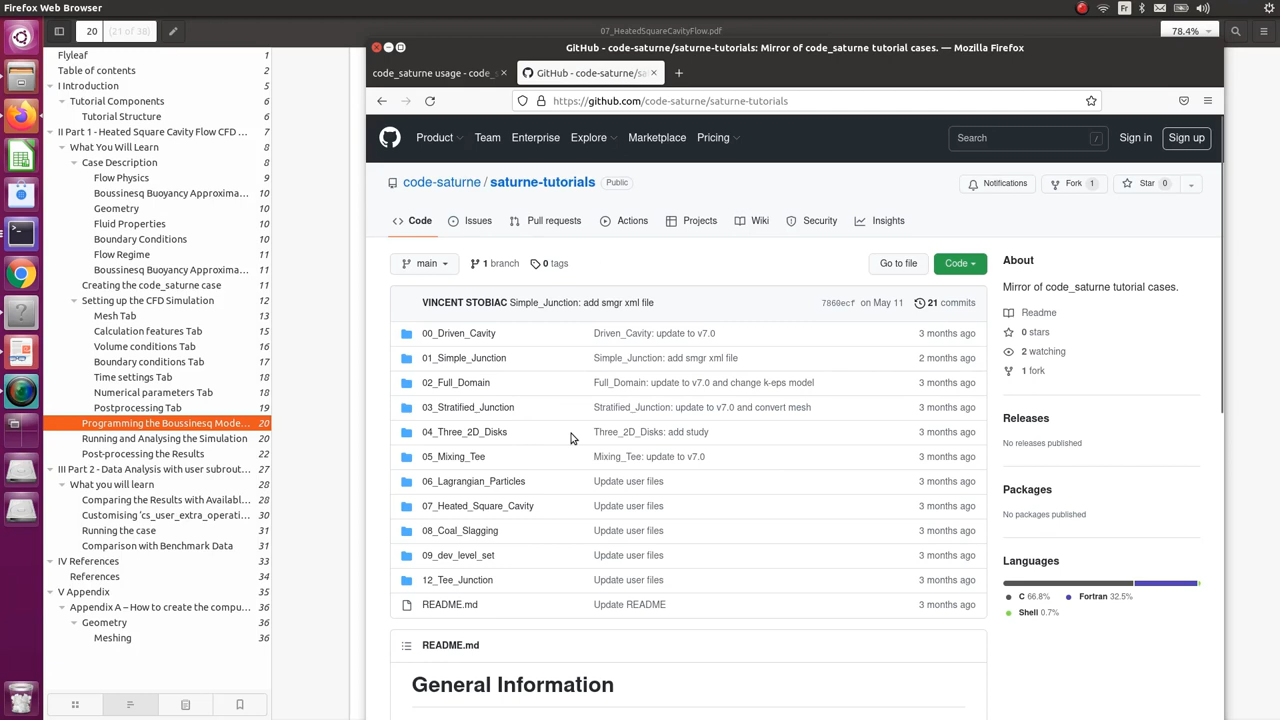 Firefox Web Browser
Fr
20
(21 of 38)
07_HeatedSquareCavityFlow.pdf
78.4%
Flyleaf 1
Table of contents 2
I Introduction 5
Tutorial Components 6
Tutorial Structure 6
II Part 1 - Heated Square Cavity Flow CFD ... 7
What You Will Learn 8
Case Description 8
Flow Physics 9
Boussinesq Buoyancy Approxima... 10
Geometry 10
Fluid Properties 10
Boundary Conditions 10
Flow Regime 11
Boussinesq Buoyancy Approxima... 11
Creating the code_saturne case 11
Setting up the CFD Simulation 12
Mesh Tab 13
Calculation features Tab 15
Volume conditions Tab 16
Boundary conditions Tab 17
Time settings Tab 18
Numerical parameters Tab 18
Postprocessing Tab 19
Programming the Boussinesq Mode... 20
Running and Analysing the Simulation 20
Post-processing the Results 22
III Part 2 - Data Analysis with user subrout... 27
What you will learn 28
Comparing the Results with Availabl... 28
Customising 'cs_user_extra_operati... 30
Running the case 31
Comparison with Benchmark Data 31
IV References 33
References 34
V Appendix 35
Appendix A – How to create the compu... 36
Geometry 36
Meshing 36
GitHub - code-saturne/saturne-tutorials: Mirror of code_saturne tutorial cases. — Mozilla Firefox
code_saturne usage - code_s
GitHub - code-saturne/sa
https://github.com/code-saturne/saturne-tutorials
Product
Team
Enterprise
Explore
Marketplace
Pricing
Search
/
Sign in
Sign up
code-saturne / saturne-tutorials
Public
Notifications
Fork 1
Star 0
Code
Issues
Pull requests
Actions
Projects
Wiki
Security
Insights
main
1 branch
0 tags
Go to file
Code
VINCENT STOBIAC Simple_Junction: add smgr xml file
7860ecf on May 11
21 commits
00_Driven_Cavity Driven_Cavity: update to v7.0 3 months ago
01_Simple_Junction Simple_Junction: add smgr xml file 2 months ago
02_Full_Domain Full_Domain: update to v7.0 and change k-eps model 3 months ago
03_Stratified_Junction Stratified_Junction: update to v7.0 and convert mesh 3 months ago
04_Three_2D_Disks Three_2D_Disks: add study 3 months ago
05_Mixing_Tee Mixing_Tee: update to v7.0 3 months ago
06_Lagrangian_Particles Update user files 3 months ago
07_Heated_Square_Cavity Update user files 3 months ago
08_Coal_Slagging Update user files 3 months ago
09_dev_level_set Update user files 3 months ago
12_Tee_Junction Update user files 3 months ago
README.md Update README 3 months ago
README.md
General Information
About
Mirror of code_saturne tutorial cases.
Readme
0 stars
2 watching
1 fork
Releases
No releases published
Packages
No packages published
Languages
C 66.8%
Fortran 32.5%
Shell 0.7%